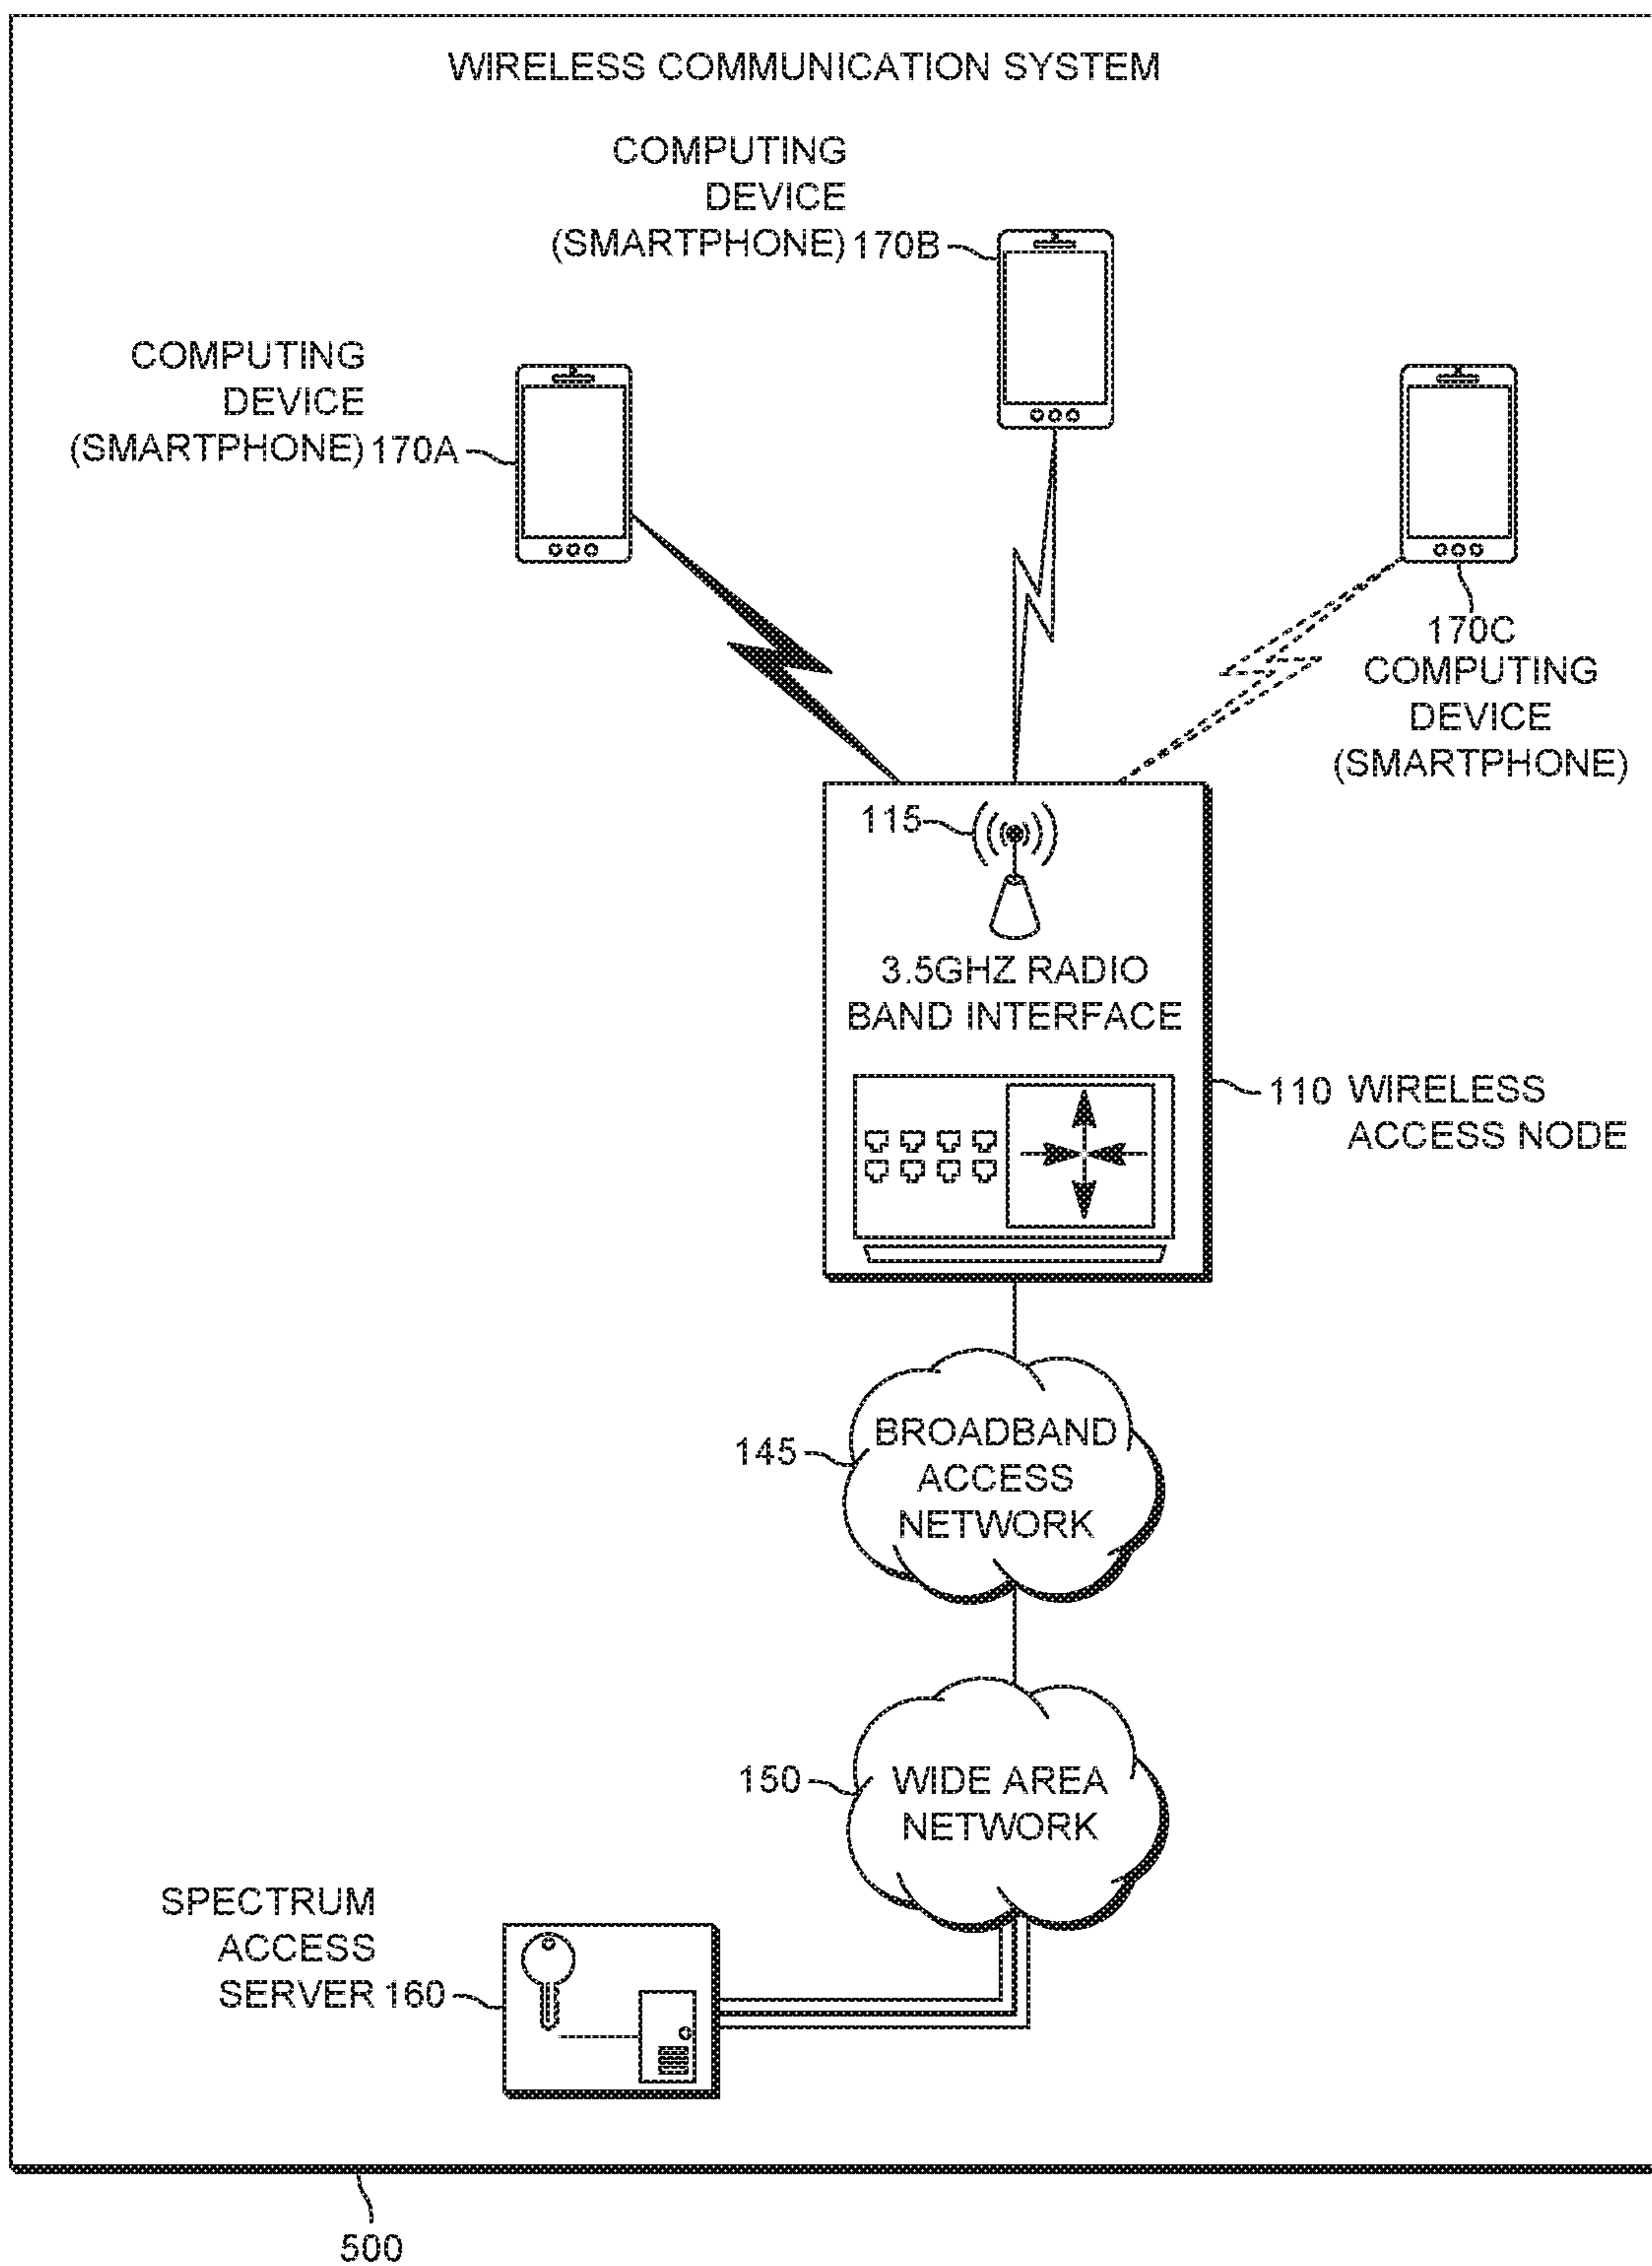 WIRELESS COMMUNICATION SYSTEM
COMPUTING
DEVICE
(SMARTPHONE) 170B
COMPUTING
DEVICE
(SMARTPHONE) 170A
170C
COMPUTING
DEVICE
(SMARTPHONE)
115
3.5GHZ RADIO
BAND INTERFACE
110 WIRELESS
ACCESS NODE
145
BROADBAND
ACCESS
NETWORK
150
WIDE AREA
NETWORK
SPECTRUM
ACCESS
SERVER 160
500